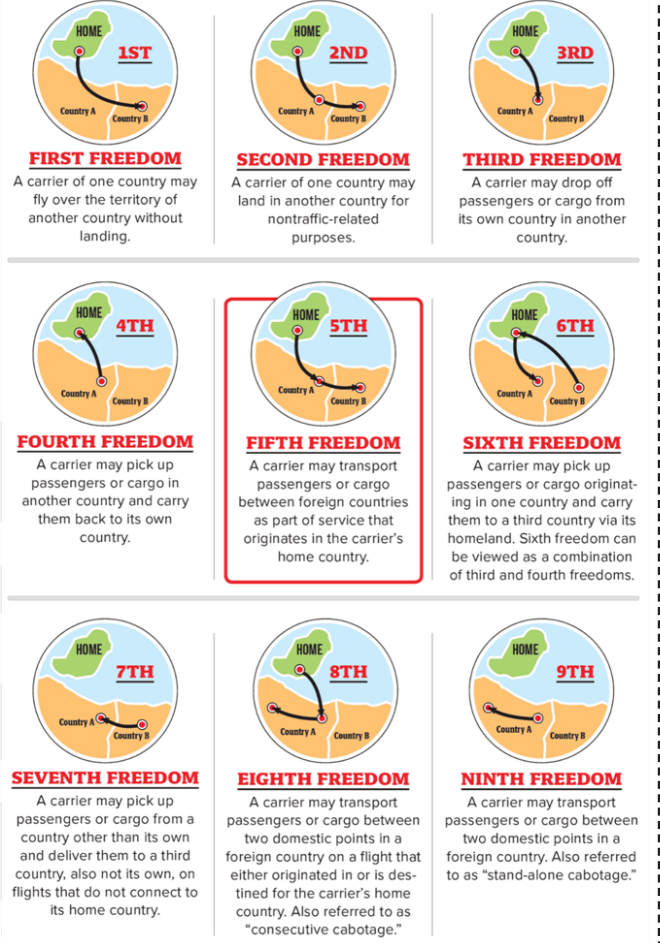 HOME
1ST
Country A
Country B
FIRST FREEDOM
A carrier of one country may
fly over the territory of
another country without
landing.
HOME
2ND
Country A
Country B
SECOND FREEDOM
A carrier of one country may
land in another country for
nontraffic-related
purposes.
HOME
3RD
Country A
Country B
THIRD FREEDOM
A carrier may drop off
passengers or cargo from
its own country in another
country.
HOME
4TH
Country A
Country B
FOURTH FREEDOM
A carrier may pick up
passengers or cargo in
another country and carry
them back to its own
country.
HOME
5TH
Country A
Country B
FIFTH FREEDOM
A carrier may transport
passengers or cargo
between foreign countries
as part of service that
originates in the carrier's
home country.
HOME
6TH
Country A
Country B
SIXTH FREEDOM
A carrier may pick up
passengers or cargo originat-
ing in one country and carry
them to a third country via its
homeland. Sixth freedom can
be viewed as a combination
of third and fourth freedoms.
HOME
7TH
Country A
Country B
SEVENTH FREEDOM
A carrier may pick up
passengers or cargo from a
country other than its own
and deliver them to a third
country, also not its own, on
flights that do not connect to
its home country.
HOME
8TH
Country A
Country B
EIGHTH FREEDOM
A carrier may transport
passengers or cargo between
two domestic points in a
foreign country on a flight that
either originated in or is des-
tined for the carrier's home
country. Also referred to as
“consecutive cabotage.”
HOME
9TH
Country A
Country B
NINTH FREEDOM
A carrier may transport
passengers or cargo between
two domestic points in a
foreign country. Also referred
to as “stand-alone cabotage.”